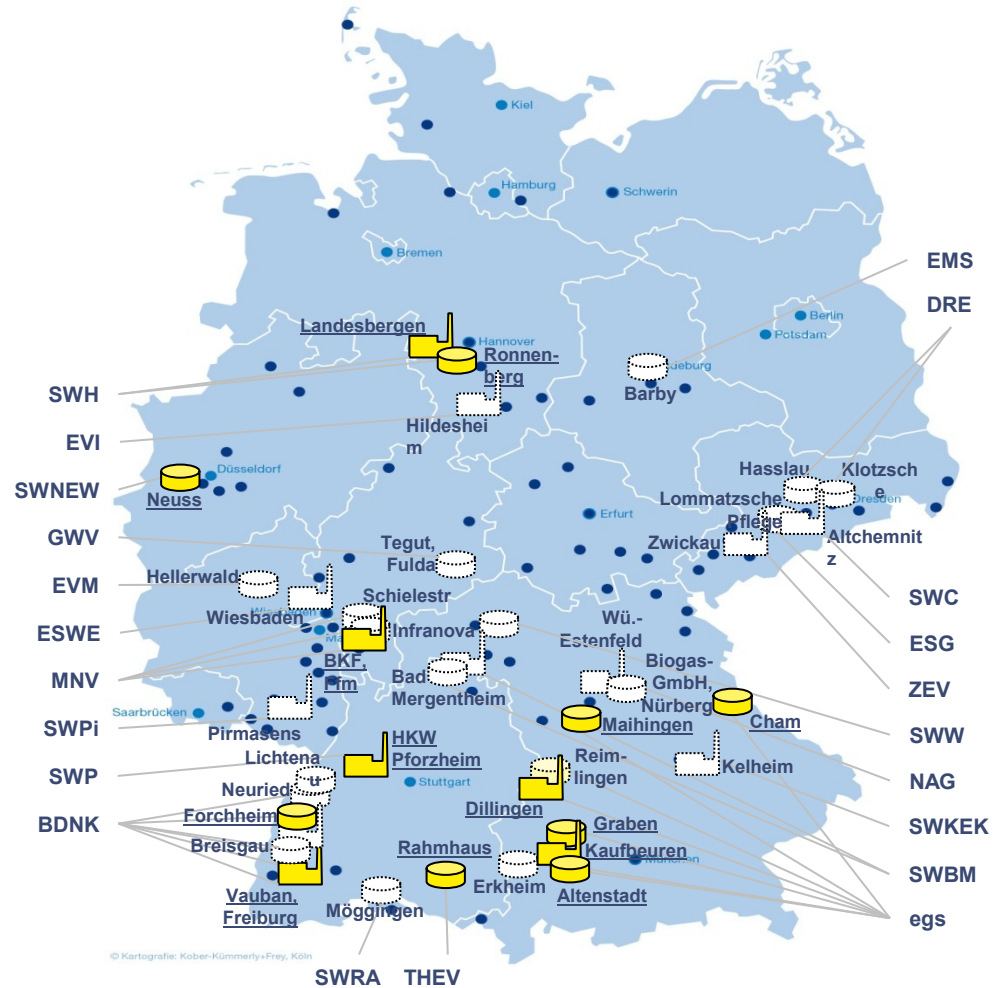 Kiel
Hamburg
Schwerin
Bremen
EMS
DRE
Berlin
Potsdam
Landesbergen
Hannover
Ronnen-
berg
SWH
Barby
EVI
Hildeshei
m
Düsseldorf
SWNEW
Neuss
Hasslau
Klotzsch
e
Dresden
Lommatzsche
Pflege
Erfurt
Altchemnit
z
Zwickau
GWV
Tegut,
Fulda
EVM
Hellerwald
Schielestr
SWC
Wiesbaden
ESWE
Infranova
Wü.-
Estenfeld
ESG
BKF,
Ffm
MNV
Bad
Mergentheim
Biogas-
GmbH,
Nürberg
ZEV
Saarbrücken
SWPi
Pirmasens
Maihingen
Cham
SWW
HKW
Pforzheim
Reim-
lingen
Kelheim
SWP
Lichtena
u
Stuttgart
NAG
Neuried
Dillingen
BDNK
Forchheim
Graben
SWKEK
Breisgau
Rahmhaus
Kaufbeuren
München
Vauban,
Freiburg
Erkheim
Altenstadt
SWBM
Möggingen
egs
© Kartografie: Kober-Kümmerly+Frey, Köln
SWRA
THEV